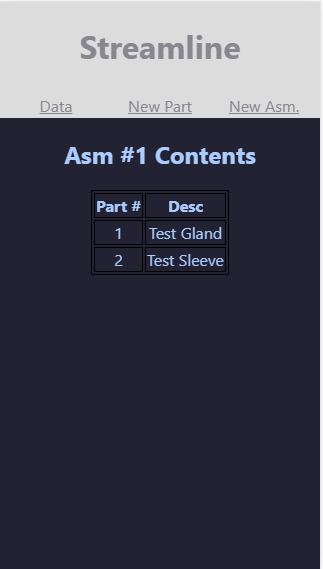 Streamline
Data New Part New Asm.
Asm #1 Contents
Part # Desc
1 Test Gland
2 Test Sleeve